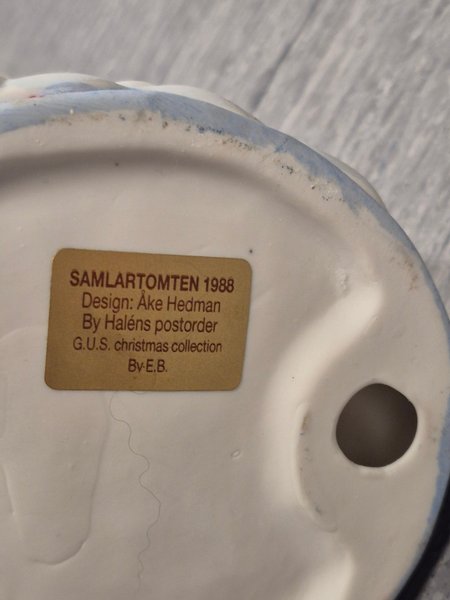 SAMLARTOMTEN 1988
Design: Åke Hedman
By Haléns postorder
G.U.S. christmas collection
By E.B.